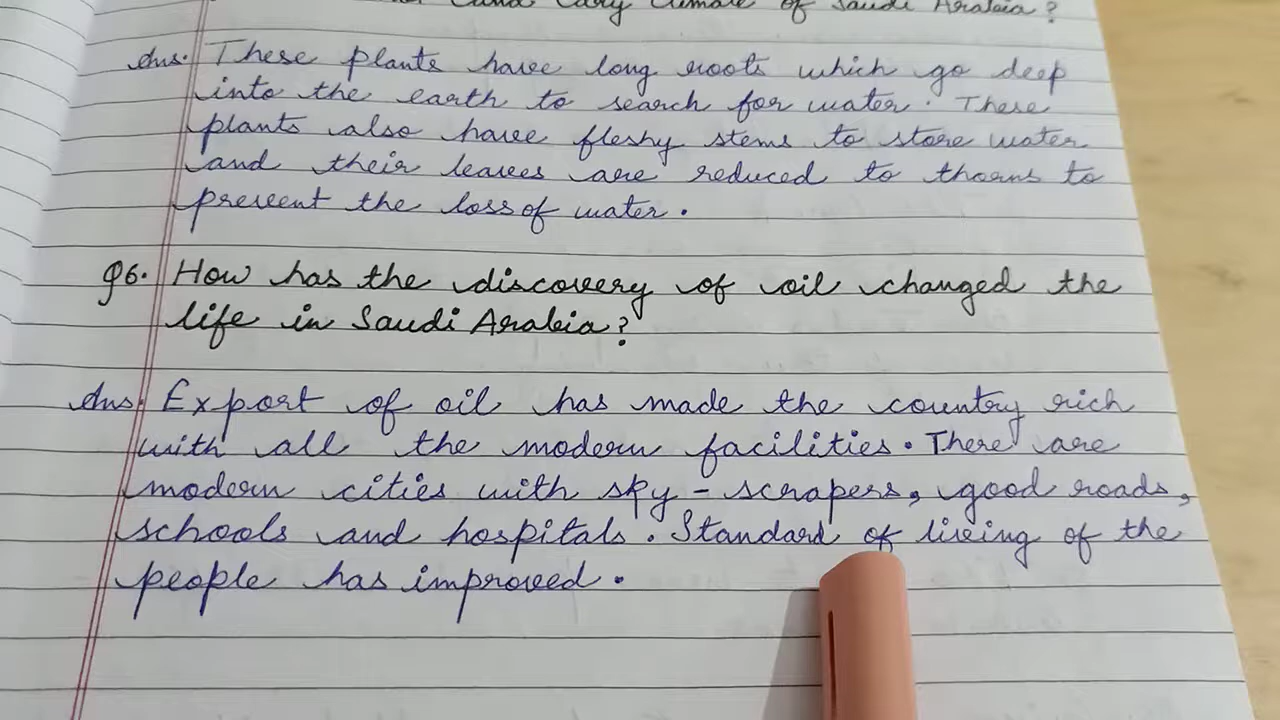 Climate of Saudi Arabia?
Ans. These plants have long roots which go deep
into the earth to search for water. These
plants also have fleshy stems to store water
and their leaves are reduced to thorns to
prevent the loss of water.
Q6. How has the discovery of oil changed the
life in Saudi Arabia?
Ans. Export of oil has made the country rich
with all the modern facilities. There are
modern cities with sky-scrapers, good roads,
schools and hospitals. Standard of living of the
people has improved.